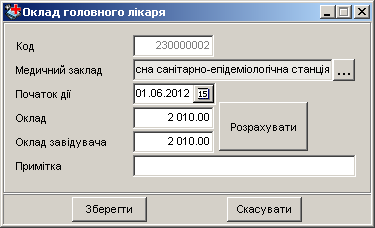 Оклад головного лікаря
Код 230000002
Медичний заклад сна санітарно-епідеміологічна станція ...
Початок дії 01.06.2012 15
Оклад 2 010.00
Розрахувати
Оклад завідувача 2 010.00
Примітка
Зберегти Скасувати